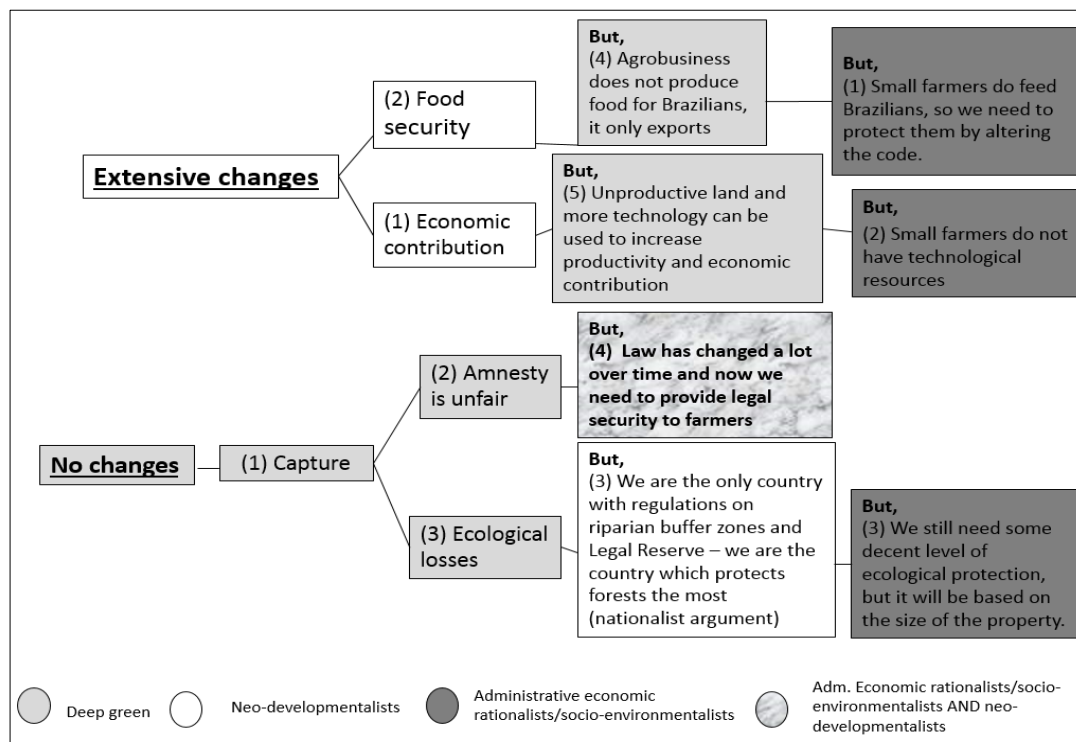 But,
(4) Agrobusiness
does not produce
food for Brazilians,
it only exports
But,
(1) Small farmers do feed
Brazilians, so we need to
protect them by altering
the code.
(2) Food
security
Extensive changes
(1) Economic
contribution
But,
(5) Unproductive land and
more technology can be
used to increase
productivity and economic
contribution
But,
(2) Small farmers do not
have technological
resources
But,
(4) Law has changed a lot
over time and now we
need to provide legal
security to farmers
(2) Amnesty
is unfair
No changes
(1) Capture
(3) Ecological
losses
But,
(3) We are the only country
with regulations on
riparian buffer zones and
Legal Reserve – we are the
country which protects
forests the most
(nationalist argument)
But,
(3) We still need some
decent level of
ecological protection,
but it will be based on
the size of the property.
Deep green
Neo-developmentalists
Administrative economic
rationalists/socio-environmentalists
Adm. Economic rationalists/socio-
environmentalists AND neo-
developmentalists